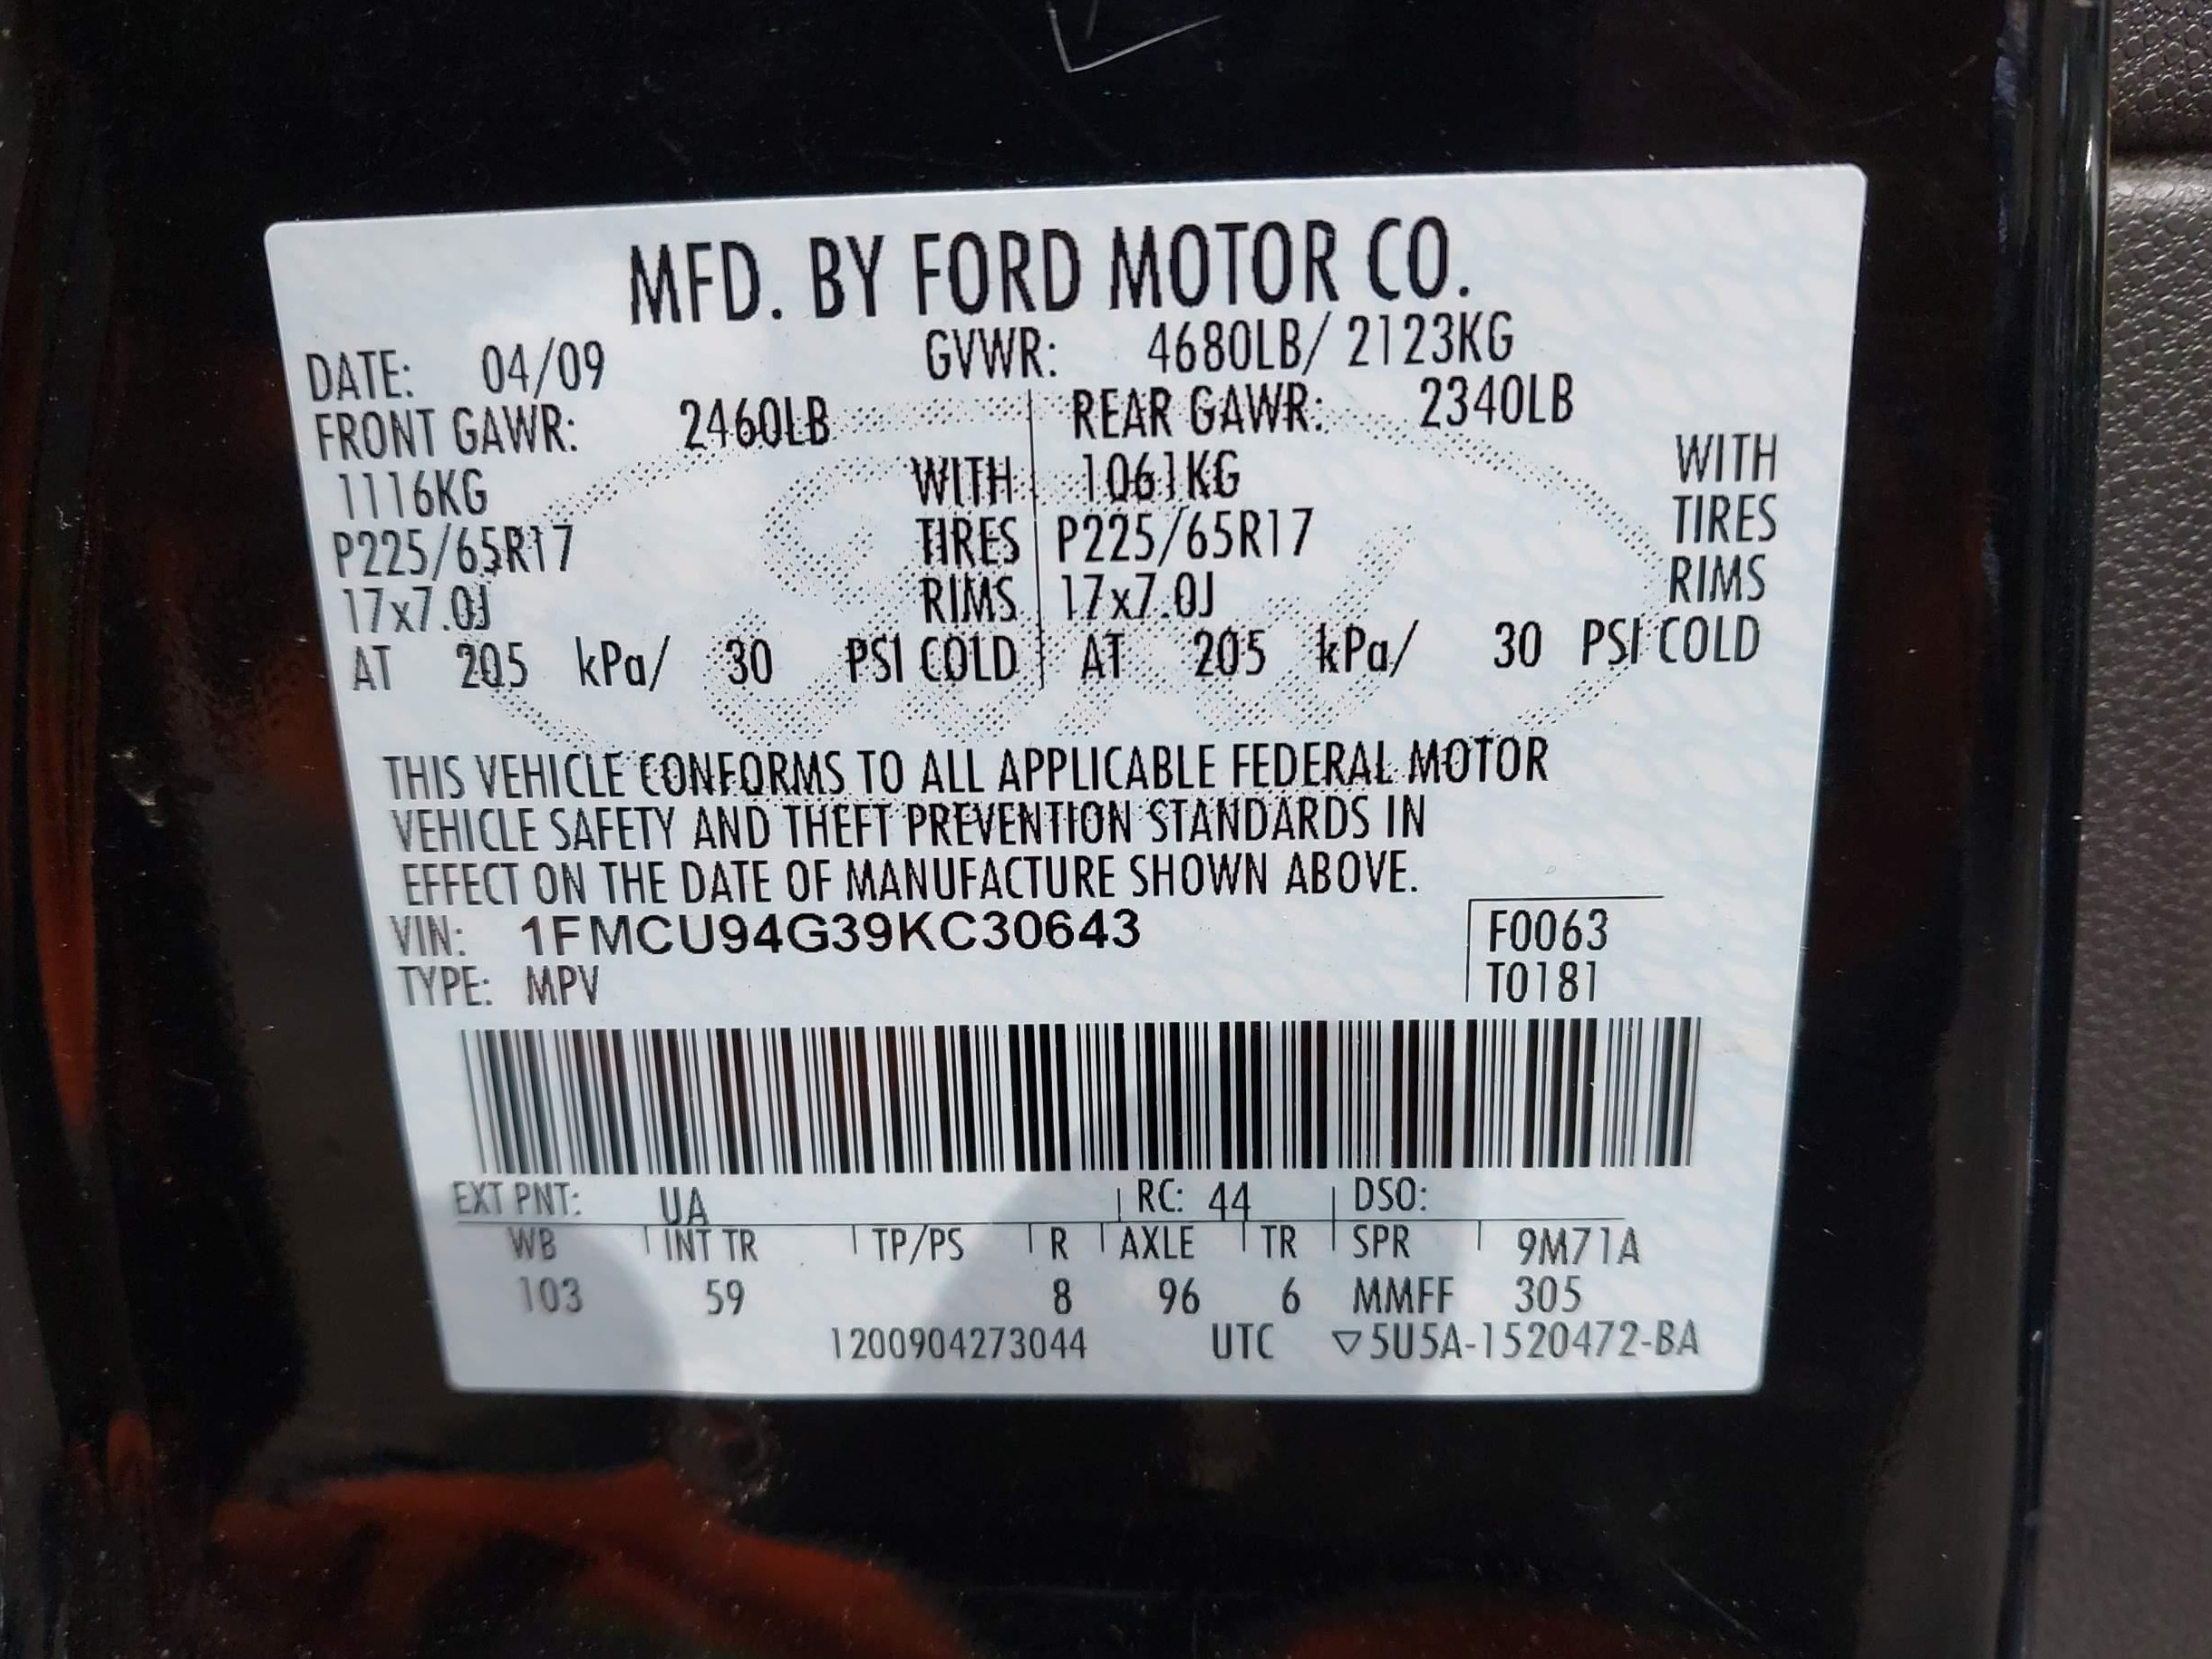 MFD. BY FORD MOTOR CO.
DATE: 04/09 GVWR: 4680LB/ 2123KG
FRONT GAWR: 2460LB REAR GAWR: 2340LB
1116KG WITH 1061KG WITH
P225/65R17 TIRES P225/65R17 TIRES
17x7.0J RIMS 17x7.0J RIMS
AT 205 kPa/ 30 PSI COLD AT 205 kPa/ 30 PSI COLD
THIS VEHICLE CONFORMS TO ALL APPLICABLE FEDERAL MOTOR
VEHICLE SAFETY AND THEFT PREVENTION STANDARDS IN
EFFECT ON THE DATE OF MANUFACTURE SHOWN ABOVE.
VIN: 1FMCU94G39KC30643 F0063
TYPE: MPV T0181
EXT PNT: UA RC: 44 DSO:
WB INT TR TP/PS R AXLE TR SPR 9M71A
103 59 8 96 6 MMFF 305
1200904273044 UTC ▽5U5A-1520472-BA